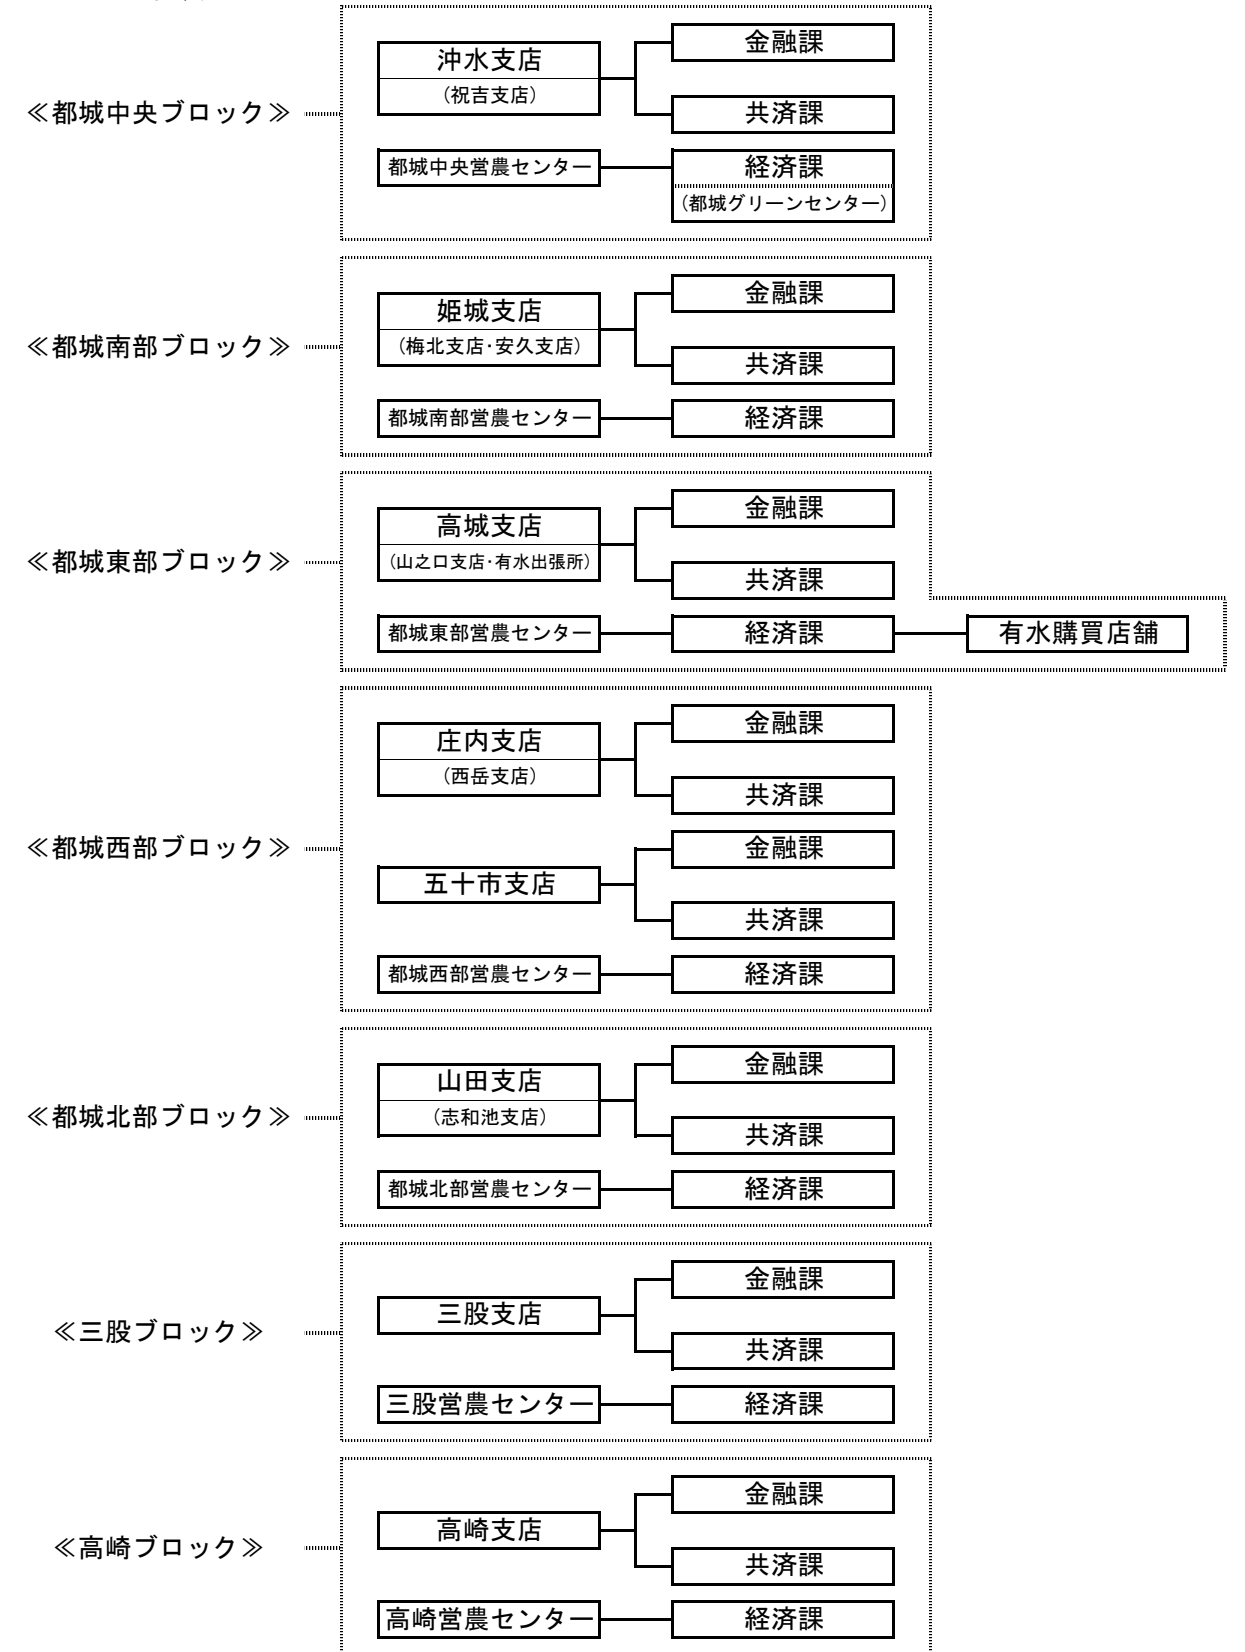 金融課
沖水支店
(祝吉支店)
≪都城中央ブロック≫
共済課
都城中央営農センター
経済課
(都城グリーンセンター)
金融課
姫城支店
(梅北支店･安久支店)
≪都城南部ブロック≫
共済課
都城南部営農センター
経済課
金融課
高城支店
(山之口支店･有水出張所)
≪都城東部ブロック≫
共済課
都城東部営農センター
経済課
有水購買店舗
金融課
庄内支店
(西岳支店)
共済課
≪都城西部ブロック≫
金融課
五十市支店
共済課
都城西部営農センター
経済課
金融課
山田支店
(志和池支店)
≪都城北部ブロック≫
共済課
都城北部営農センター
経済課
金融課
三股支店
≪三股ブロック≫
共済課
三股営農センター
経済課
金融課
高崎支店
≪高崎ブロック≫
共済課
高崎営農センター
経済課